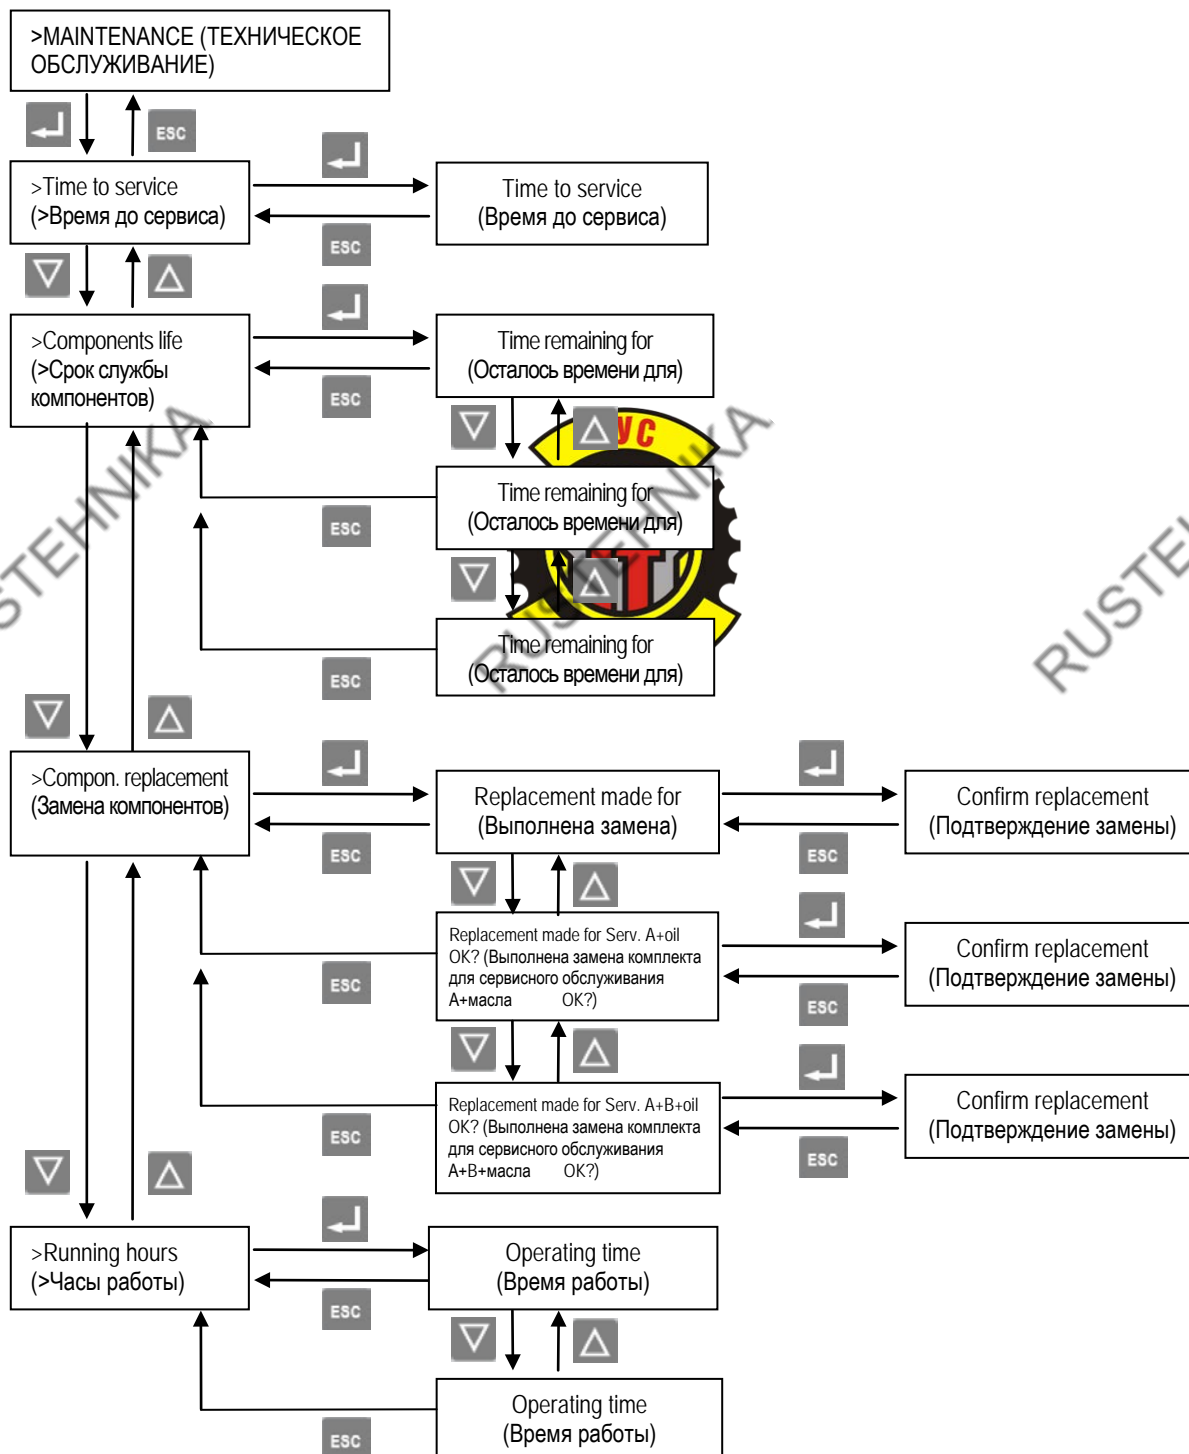 >MAINTENANCE (ТЕХНИЧЕСКОЕ
ОБСЛУЖИВАНИЕ)
ESC
>Time to service
(>Время до сервиса)
Time to service
(Время до сервиса)
ESC
>Components life
(>Срок службы
компонентов)
Time remaining for
(Осталось времени для)
ESC
УС
Time remaining for
(Осталось времени для)
ESC
Time remaining for
(Осталось времени для)
ESC
RUSTEHNIKA
>Compon. replacement
(Замена компонентов)
Replacement made for
(Выполнена замена)
Confirm replacement
(Подтверждение замены)
ESC
ESC
Replacement made for Serv. A+oil
OK? (Выполнена замена комплекта
для сервисного обслуживания
А+масла OK?)
Confirm replacement
(Подтверждение замены)
ESC
ESC
Replacement made for Serv. A+B+oil
OK? (Выполнена замена комплекта
для сервисного обслуживания
А+В+масла OK?)
Confirm replacement
(Подтверждение замены)
ESC
ESC
>Running hours
(>Часы работы)
Operating time
(Время работы)
ESC
Operating time
(Время работы)
ESC